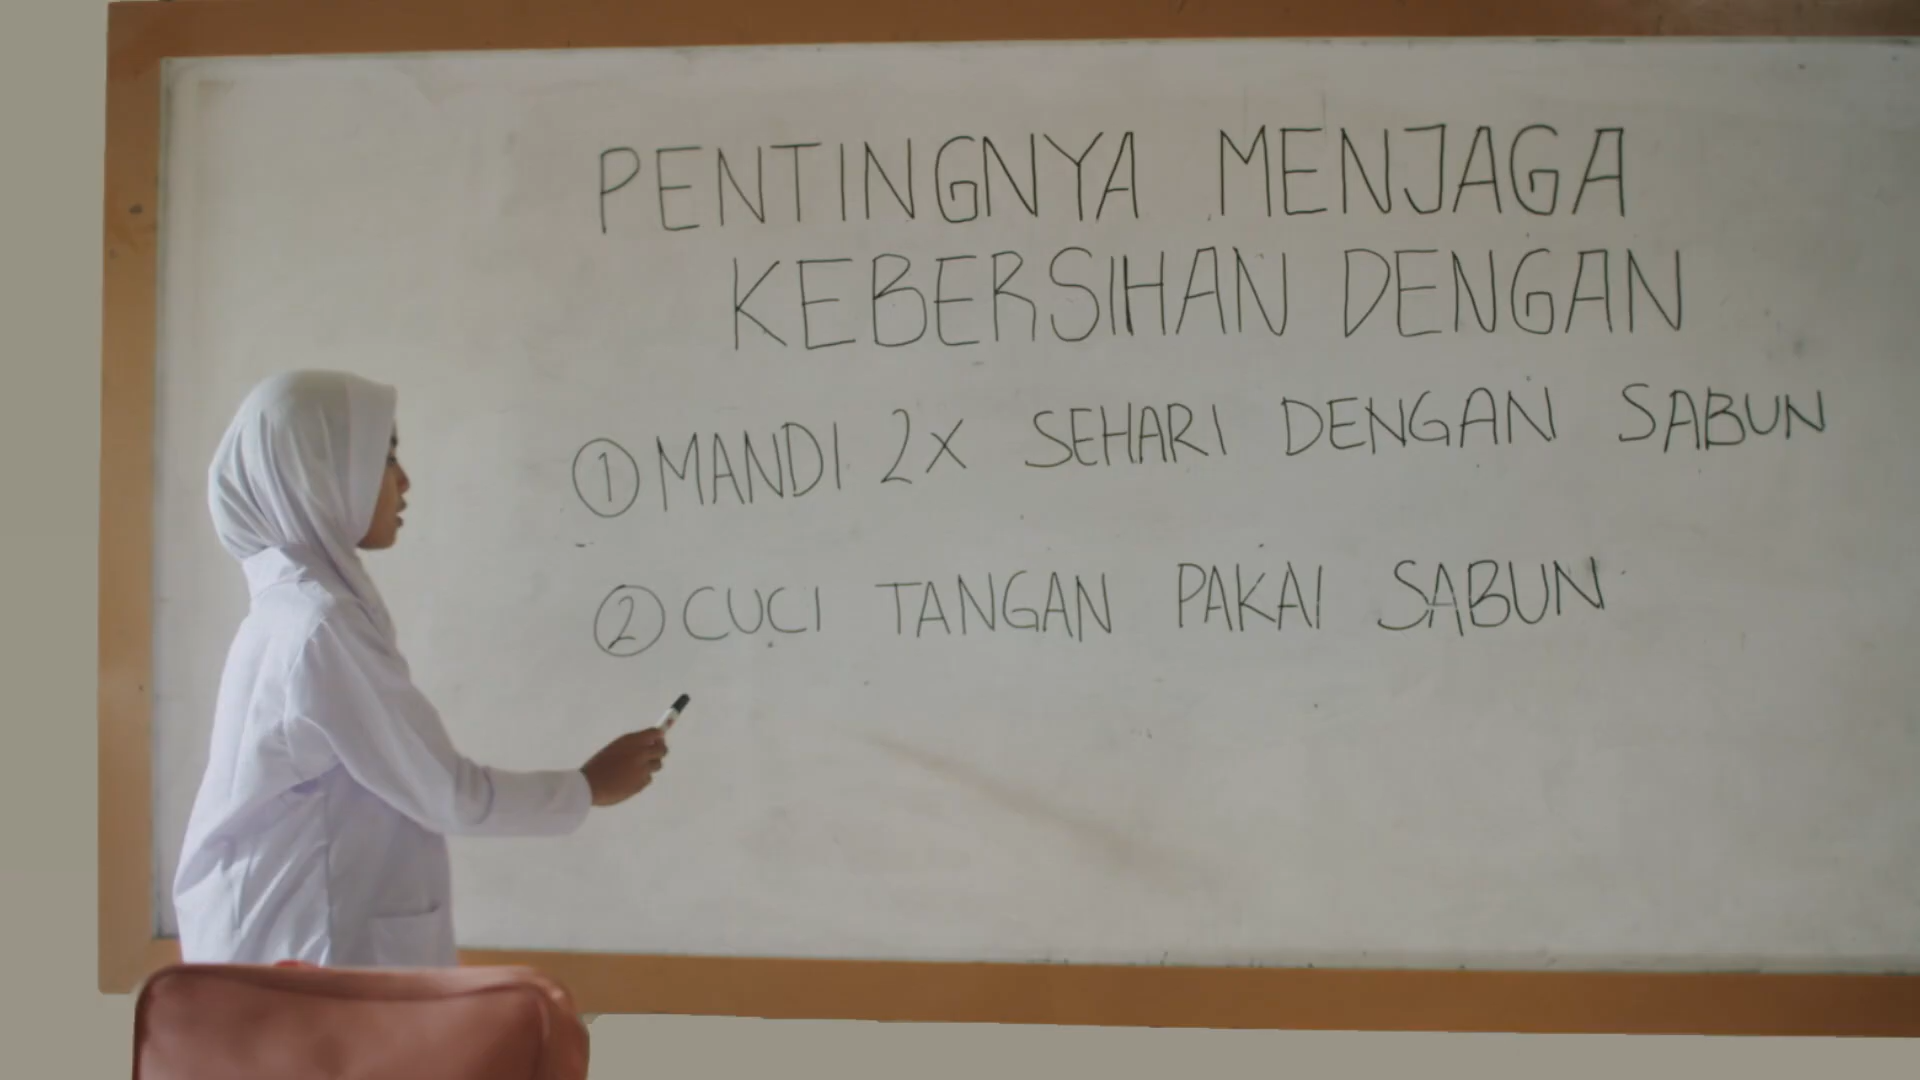 PENTINGNYA MENJAGA
KEBERSIHAN DENGAN
① MANDI 2X SEHARI DENGAN SABUN
② CUCI TANGAN PAKAI SABUN